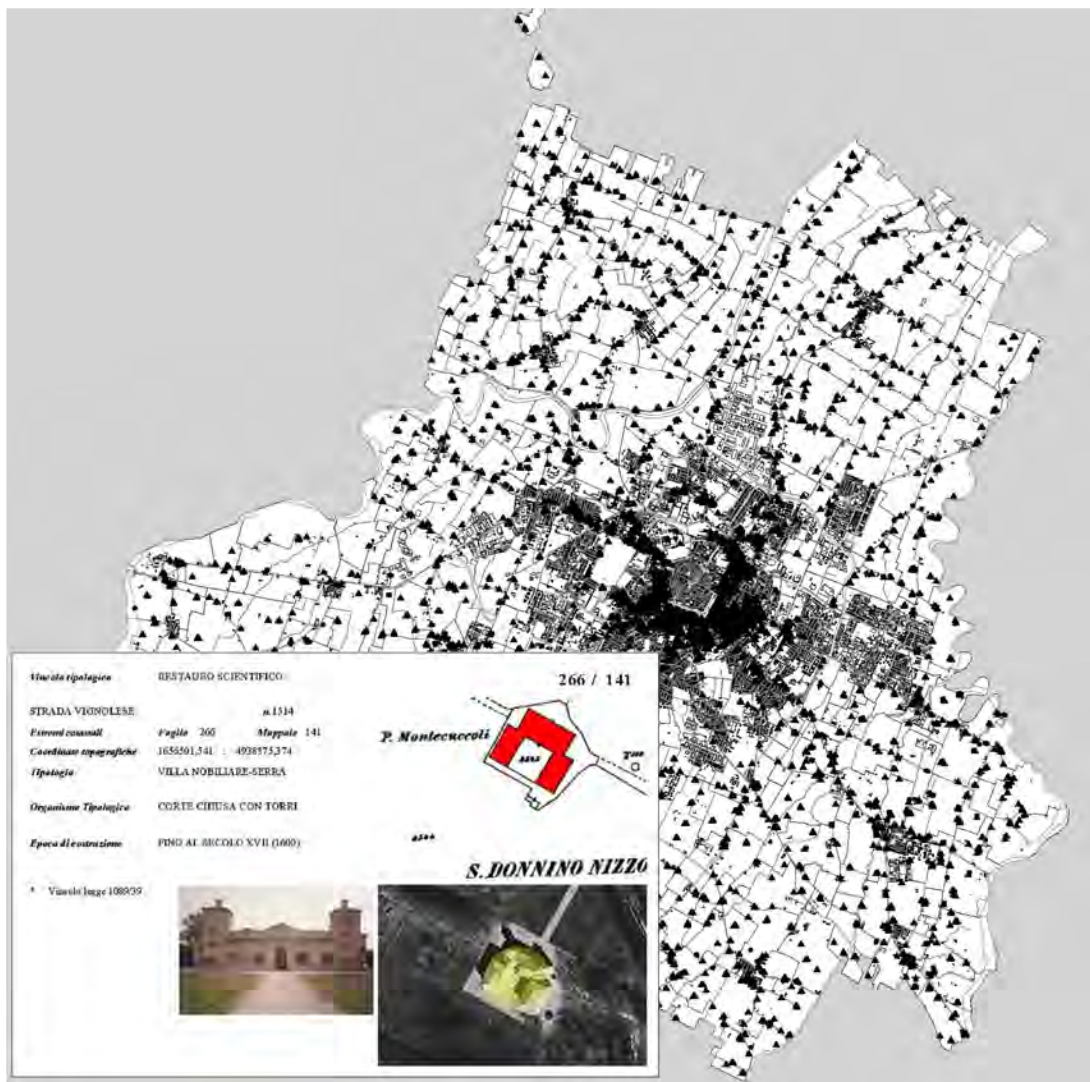 Vincolo tipologico RESTAURO SCIENTIFICO 266 / 141
STRADA VIGNOLESE n.1314
Estremi catastali Foglio 266 Mappale 141
P. Montecuccoli
Coordinate topografiche 1656501,541 : 4938575,374
Tipologia VILLA NOBILIARE-SERRA
Organismo Tipologico CORTE CHIUSA CON TORRI
Epoca di costruzione FINO AL SECOLO XVII (1600)
S. DONNINO NIZZO
* Vincolo legge 1089/39